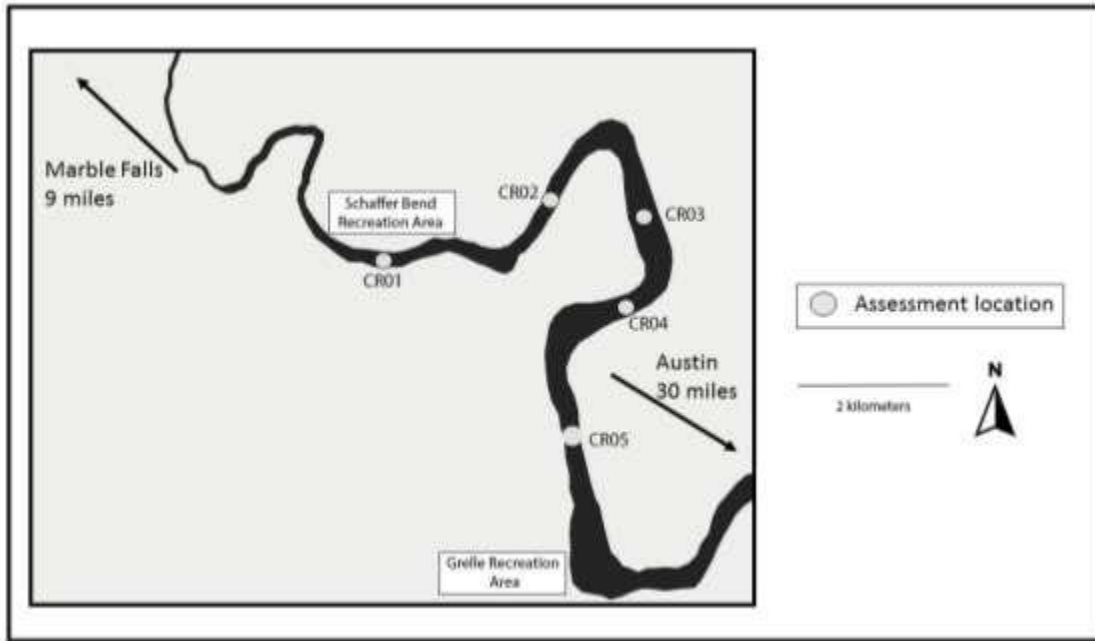 Marble Falls
9 miles
Schaffer Bend
Recreation Area
CR01
CR02
CR03
CR04
Austin
30 miles
CR05
Grelle Recreation
Area
Assessment location
2 kilometers
N